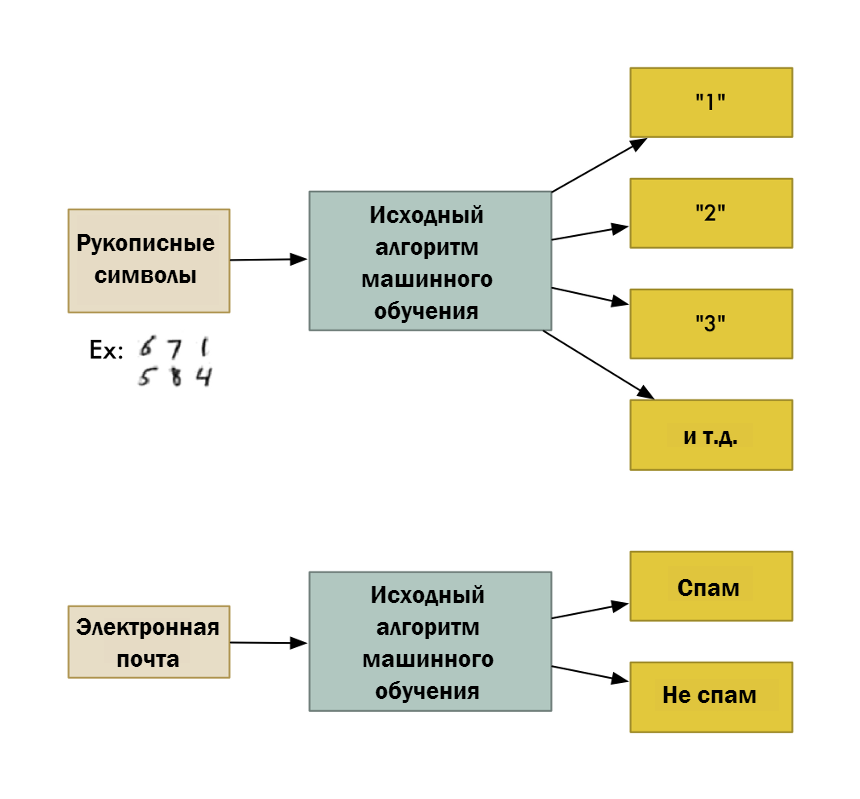 Рукописные
символы
Ex: 6 7 1
5 8 4
Исходный
алгоритм
машинного
обучения
"1"
"2"
"3"
и т.д.
Электронная
почта
Исходный
алгоритм
машинного
обучения
Спам
Не спам